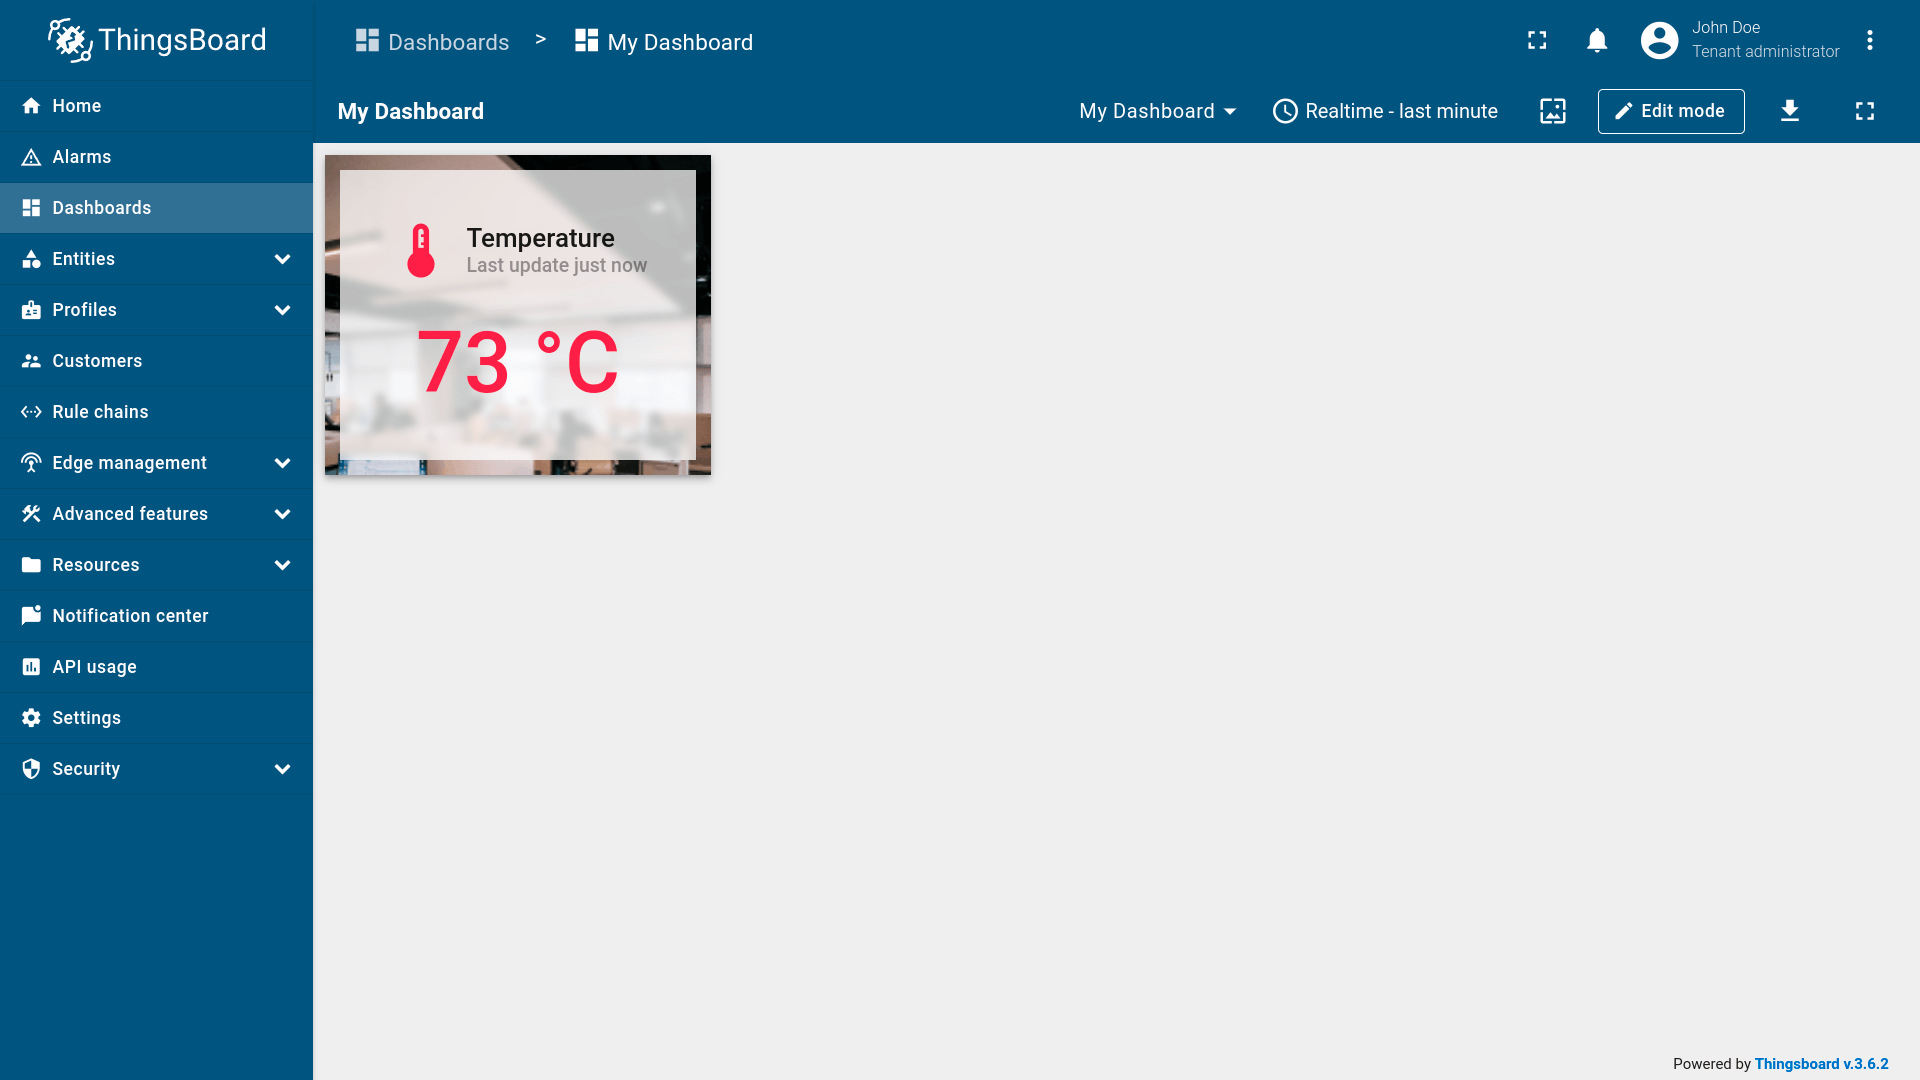 ThingsBoard
Dashboards > My Dashboard
John Doe
Tenant administrator
My Dashboard
My Dashboard
Realtime - last minute
Edit mode
Home
Alarms
Dashboards
Entities
Profiles
Customers
Rule chains
Edge management
Advanced features
Resources
Notification center
API usage
Settings
Security
Temperature
Last update just now
73 °C
Powered by Thingsboard v.3.6.2